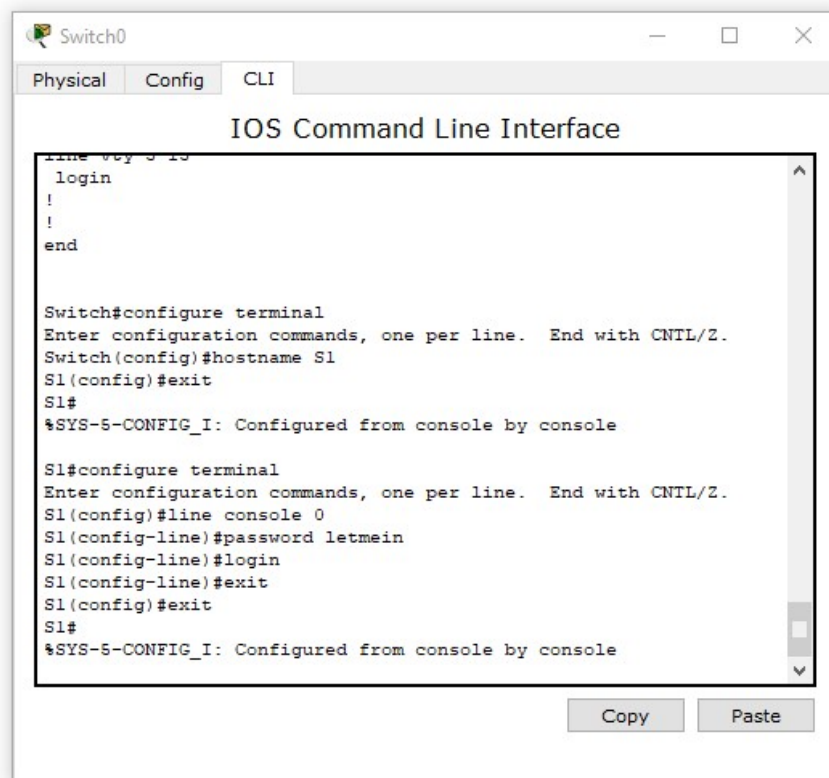 Switch0
Physical Config CLI
IOS Command Line Interface
line vty 5 15
login
!
!
end
Switch#configure terminal
Enter configuration commands, one per line. End with CNTL/Z.
Switch(config)#hostname S1
S1(config)#exit
S1#
%SYS-5-CONFIG_I: Configured from console by console
S1#configure terminal
Enter configuration commands, one per line. End with CNTL/Z.
S1(config)#line console 0
S1(config-line)#password letmein
S1(config-line)#login
S1(config-line)#exit
S1(config)#exit
S1#
%SYS-5-CONFIG_I: Configured from console by console
Copy Paste